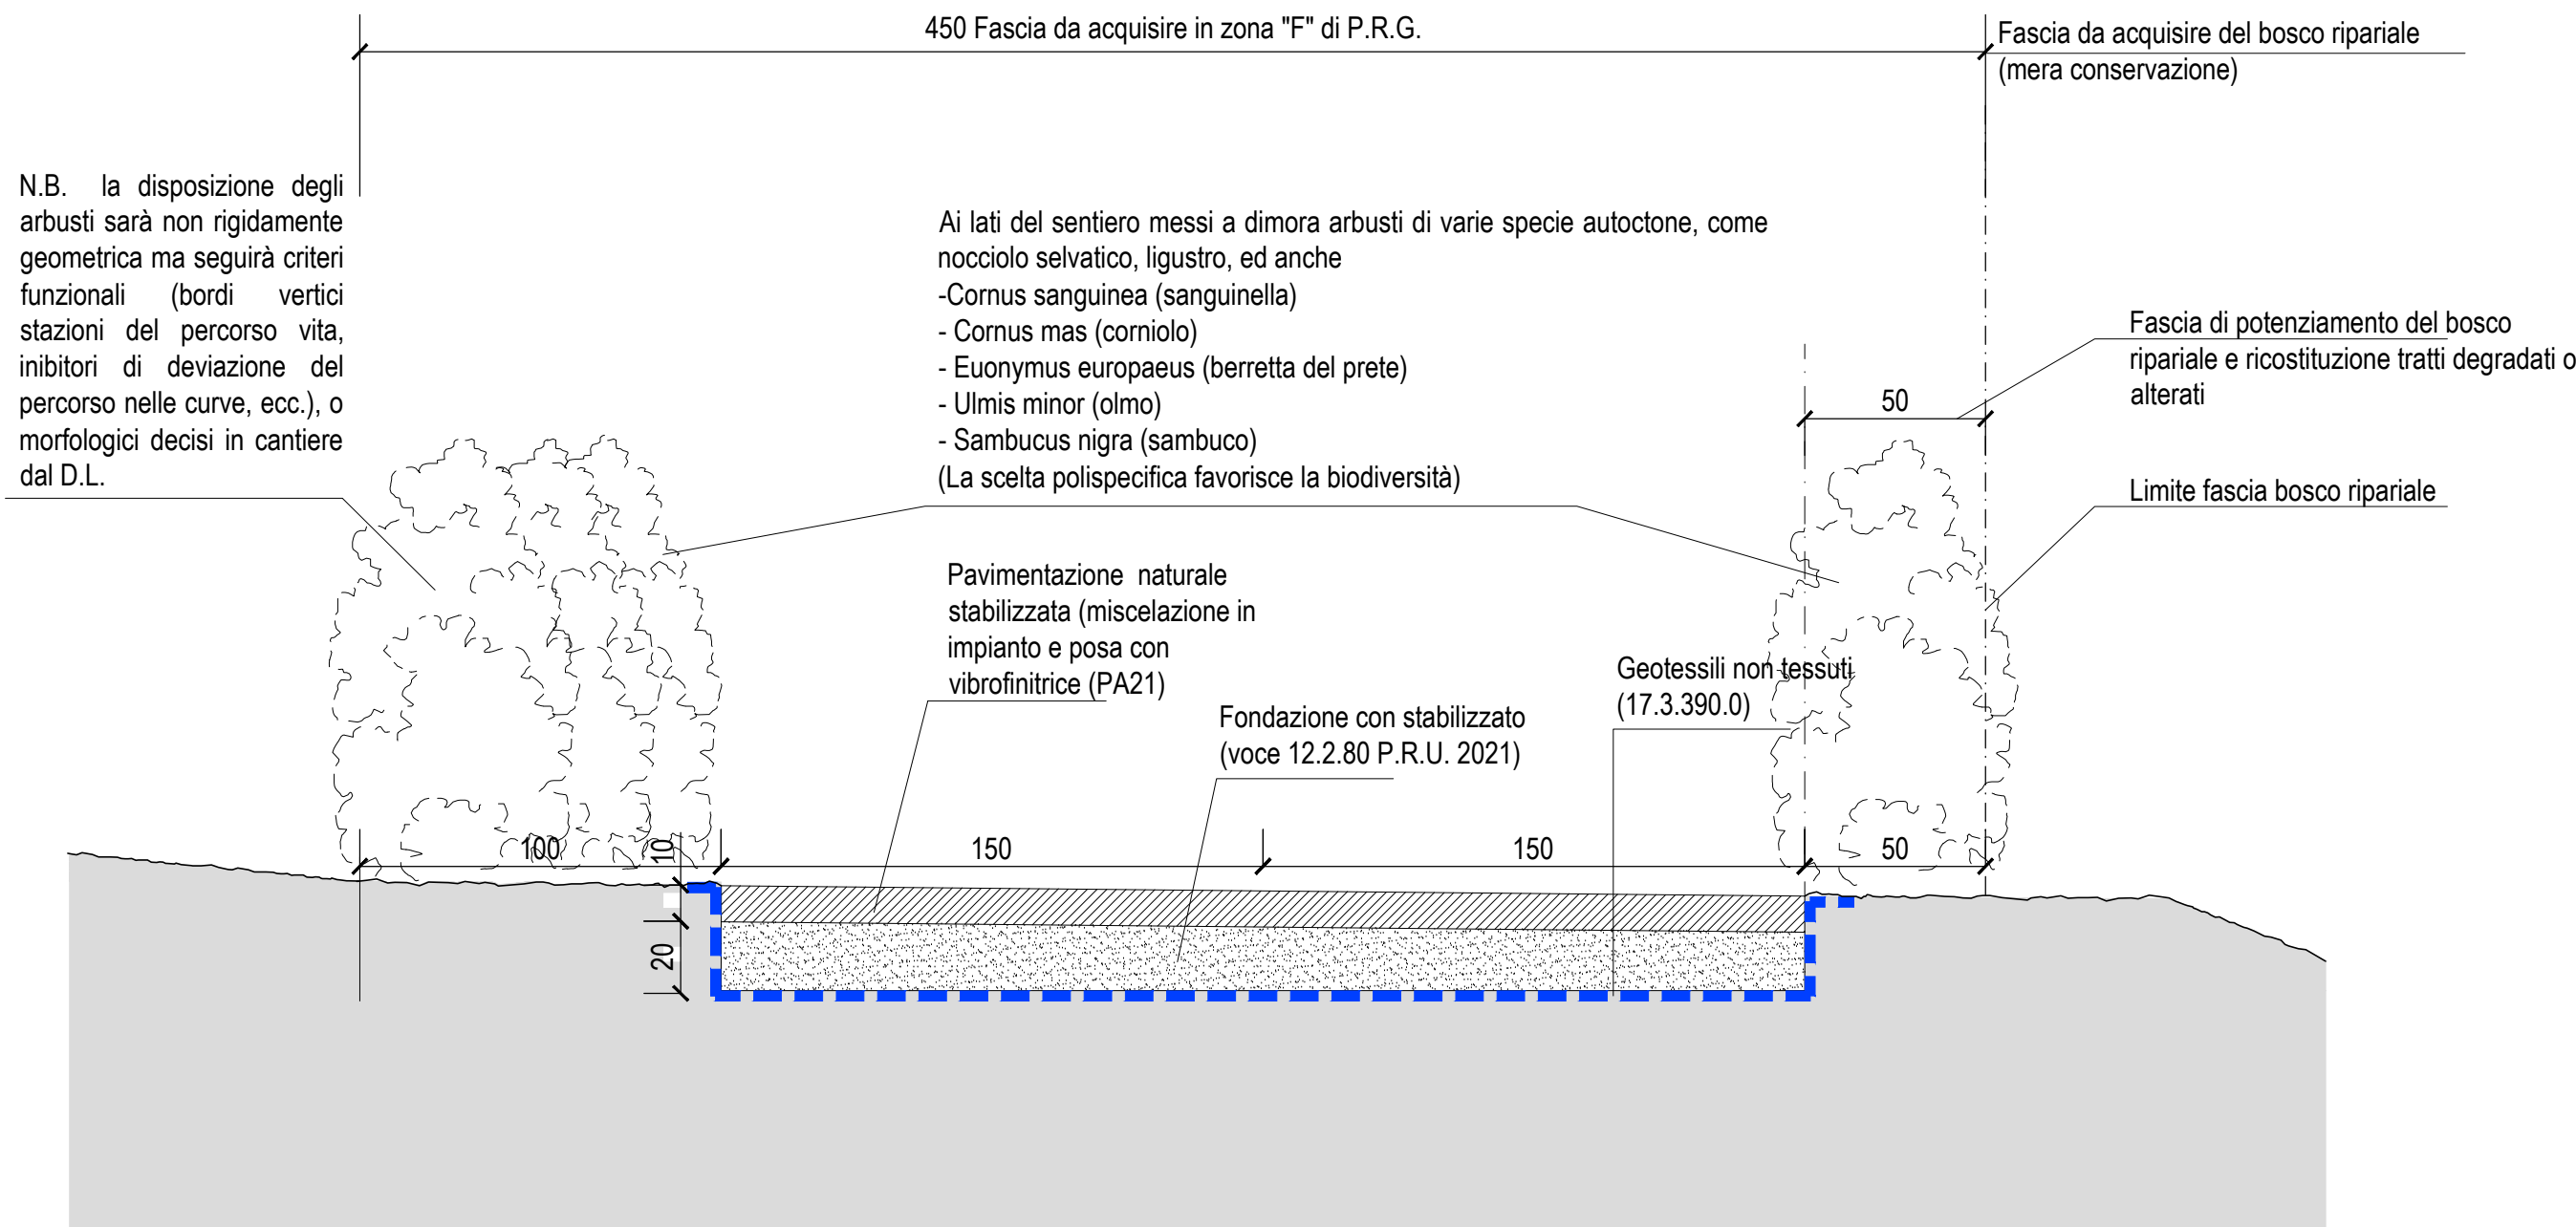 450 Fascia da acquisire in zona "F" di P.R.G.
Fascia da acquisire del bosco ripariale
(mera conservazione)
N.B. la disposizione degli
arbusti sarà non rigidamente
geometrica ma seguirà criteri
funzionali (bordi vertici
stazioni del percorso vita,
inibitori di deviazione del
percorso nelle curve, ecc.), o
morfologici decisi in cantiere
dal D.L.
Ai lati del sentiero messi a dimora arbusti di varie specie autoctone, come
nocciolo selvatico, ligustro, ed anche
-Cornus sanguinea (sanguinella)
- Cornus mas (corniolo)
- Euonymus europaeus (berretta del prete)
- Ulmis minor (olmo)
- Sambucus nigra (sambuco)
(La scelta polispecifica favorisce la biodiversità)
Fascia di potenziamento del bosco
ripariale e ricostituzione tratti degradati o
alterati
50
Limite fascia bosco ripariale
Pavimentazione naturale
stabilizzata (miscelazione in
impianto e posa con
vibrofinitrice (PA21)
Geotessili non tessuti
(17.3.390.0)
Fondazione con stabilizzato
(voce 12.2.80 P.R.U. 2021)
100
10
150
150
50
20